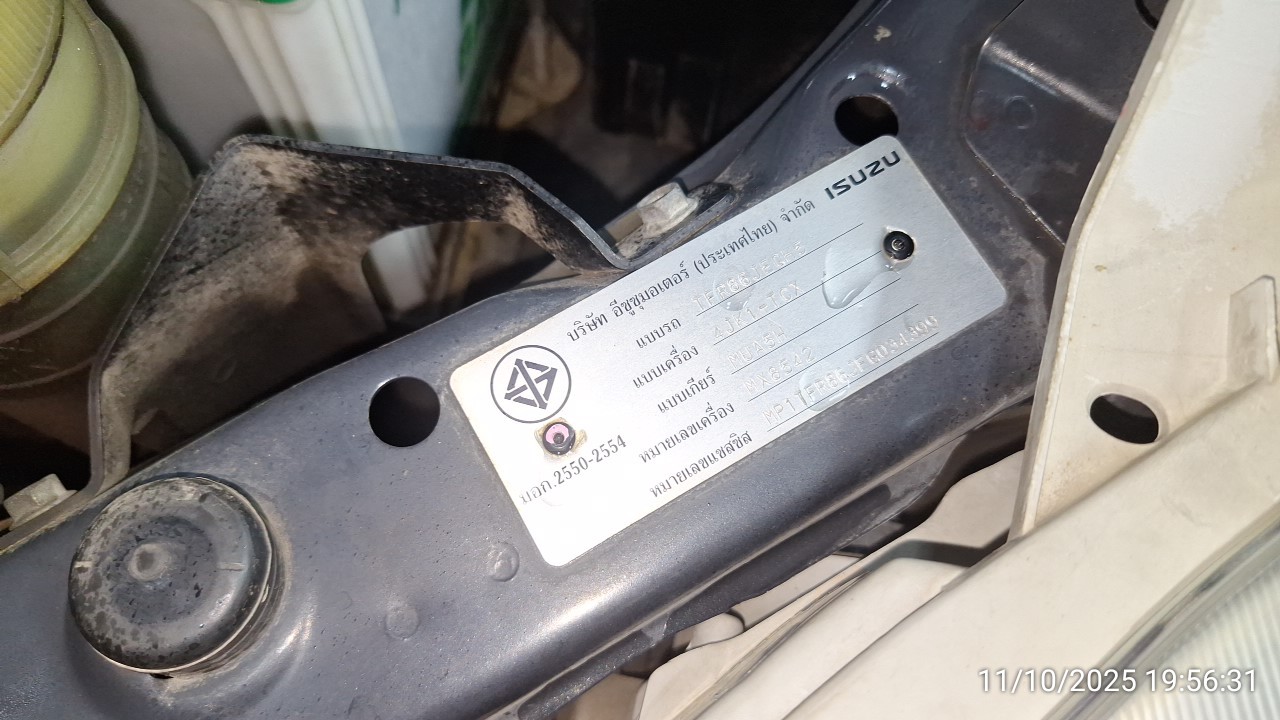 ISUZU
บริษัท อีซูซุมอเตอร์ (ประเทศไทย) จำกัด
แบบรถ
แบบเครื่อง 4JK1-TCX
แบบเกียร์ MUA5H
หมายเลขเครื่อง
หมายเลขแชสซิส
มอก.2550-2554
11/10/2025 19:56:31